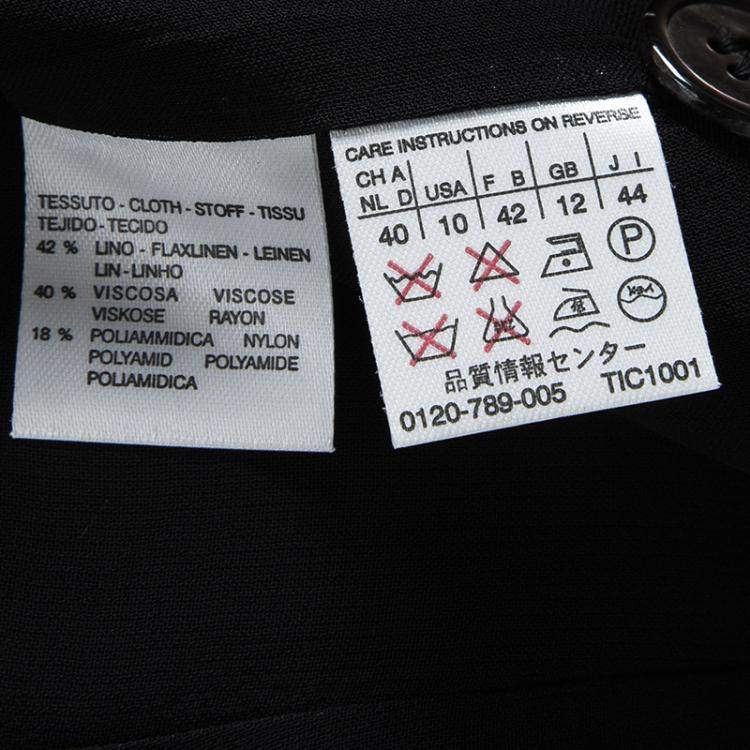 TESSUTO - CLOTH - STOFF - TISSU
TEJIDO - TECIDO
42 % LINO - FLAXLINEN - LEINEN
LIN - LINHO
40 % VISCOSA VISCOSE
VISKOSE RAYON
18 % POLIAMMIDICA NYLON
POLYAMID POLYAMIDE
POLIAMIDICA
CARE INSTRUCTIONS ON REVERSE
CH A USA F B GB J I
NL D
40 10 42 12 44
P
低
品質情報センター
0120-789-005 TIC1001